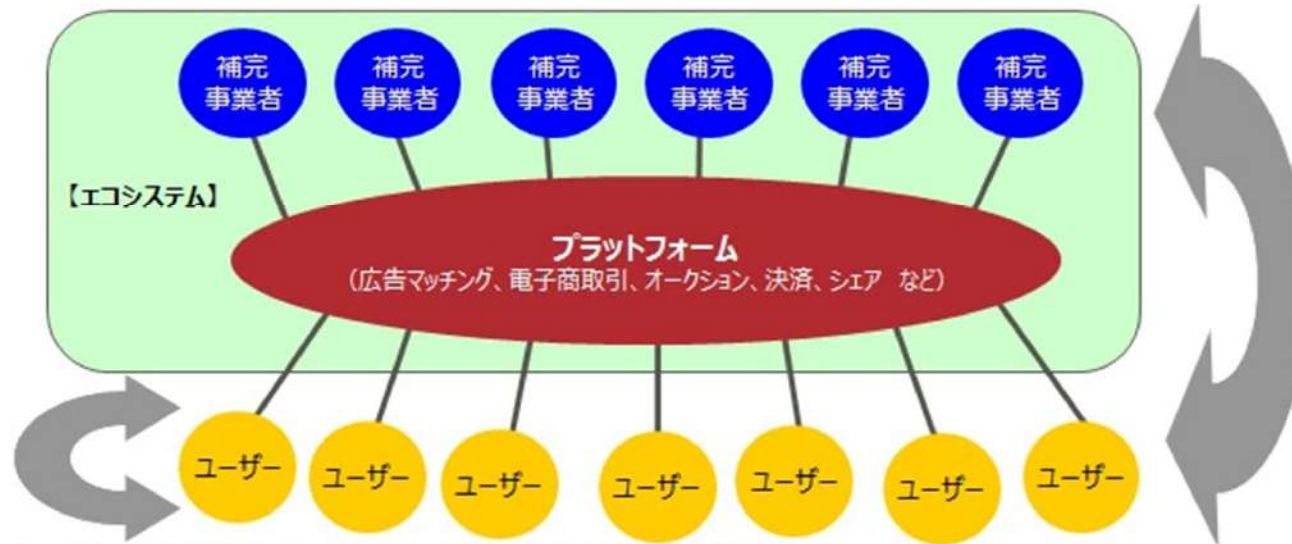 補完
事業者
補完
事業者
補完
事業者
補完
事業者
補完
事業者
補完
事業者
【エコシステム】
プラットフォーム
(広告マッチング、電子商取引、オークション、決済、シェア など)
ユーザー
ユーザー
ユーザー
ユーザー
ユーザー
ユーザー
ユーザー